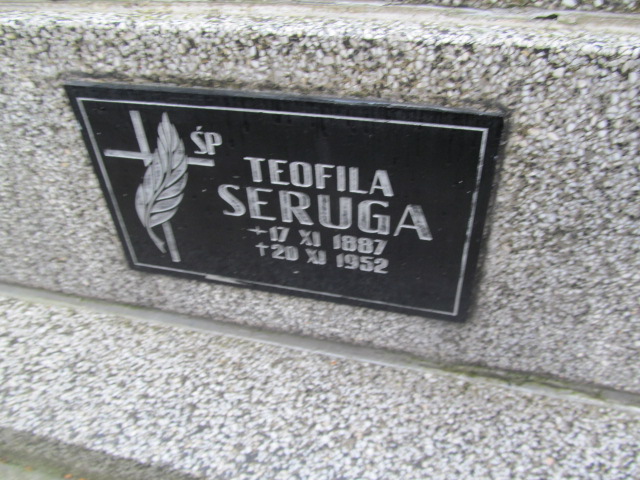 ŚP
TEOFILA
SERUGA
+ 17 XI 1887
† 20 XI 1952